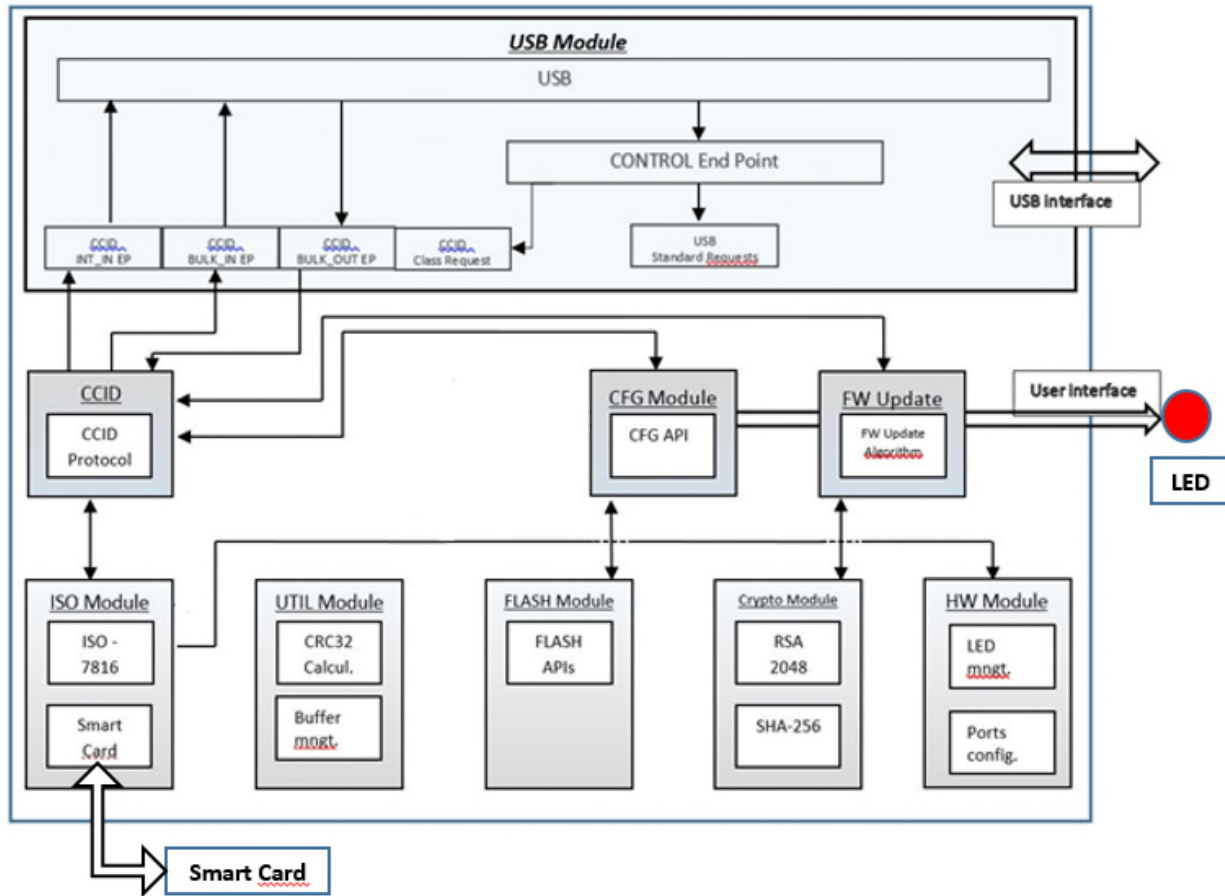 USB Module
USB
CONTROL End Point
USB interface
CCID
INT_IN EP
CCID
BULK_IN EP
CCID
BULK_OUT EP
CCID
Class Request
USB
Standard Requests
CCID
CCID
Protocol
CFG Module
CFG API
FW Update
FW Update
Algorithm
User interface
LED
ISO Module
ISO -
7816
Smart
Card
UTIL Module
CRC32
Calcul.
Buffer
mngt.
FLASH Module
FLASH
APIs
Crypto Module
RSA
2048
SHA-256
HW Module
LED
mngt.
Ports
config.
Smart Card